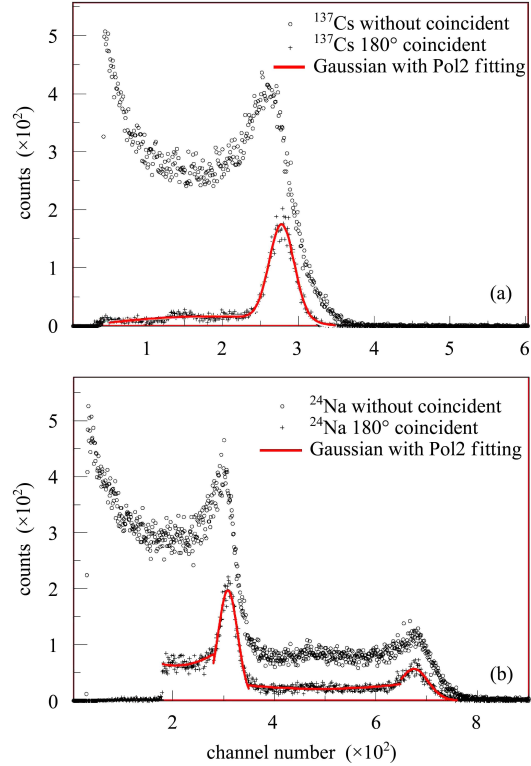 ¹³⁷Cs without coincident
¹³⁷Cs 180° coincident
Gaussian with Pol2 fitting
counts (×10²)
5
4
3
2
1
0
(a)
1 2 3 4 5 6
²⁴Na without coincident
²⁴Na 180° coincident
Gaussian with Pol2 fitting
counts (×10²)
5
4
3
2
1
0
(b)
2 4 6 8
channel number (×10²)